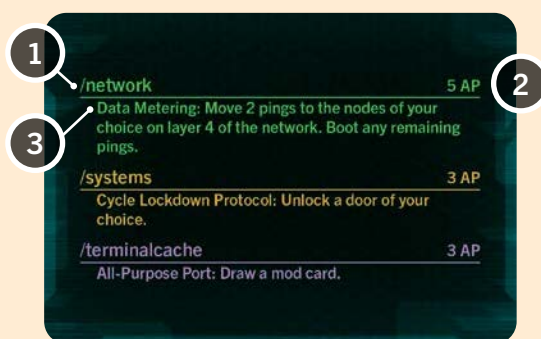 1
/network 5 AP
2
3
Data Metering: Move 2 pings to the nodes of your
choice on layer 4 of the network. Boot any remaining
pings.
/systems 3 AP
Cycle Lockdown Protocol: Unlock a door of your
choice.
/terminalcache 3 AP
All-Purpose Port: Draw a mod card.